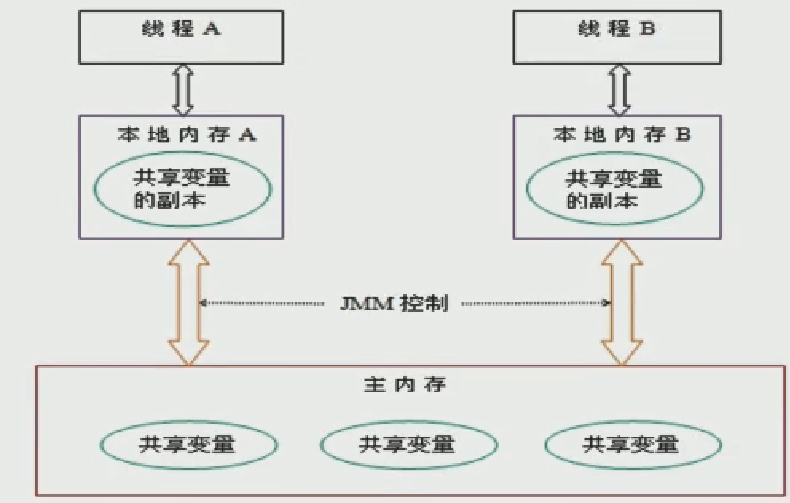 线程 A
线程 B
本地内存 A
本地内存 B
共享变量
的副本
共享变量
的副本
JMM 控制
主内存
共享变量
共享变量
共享变量